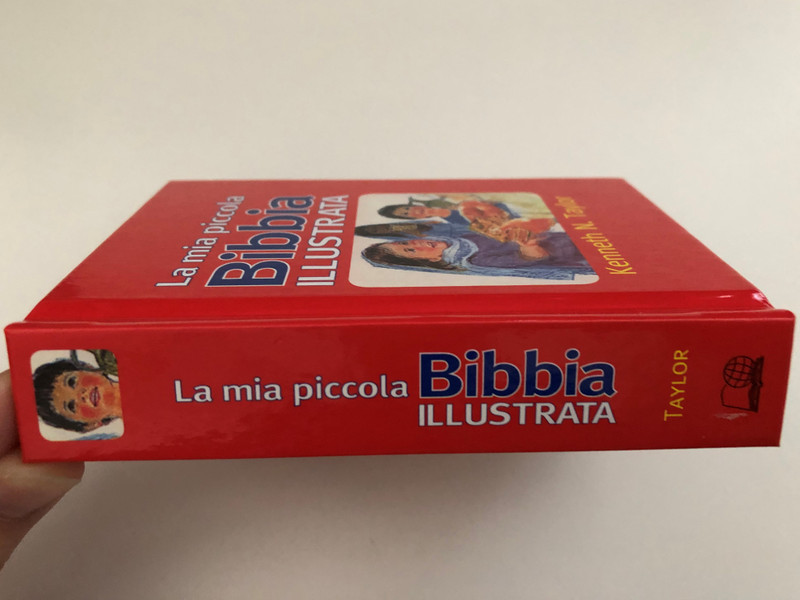 La mia piccola
Bibbia
ILLUSTRATA
Kenneth N. Taylor
La mia piccola Bibbia
ILLUSTRATA
TAYLOR